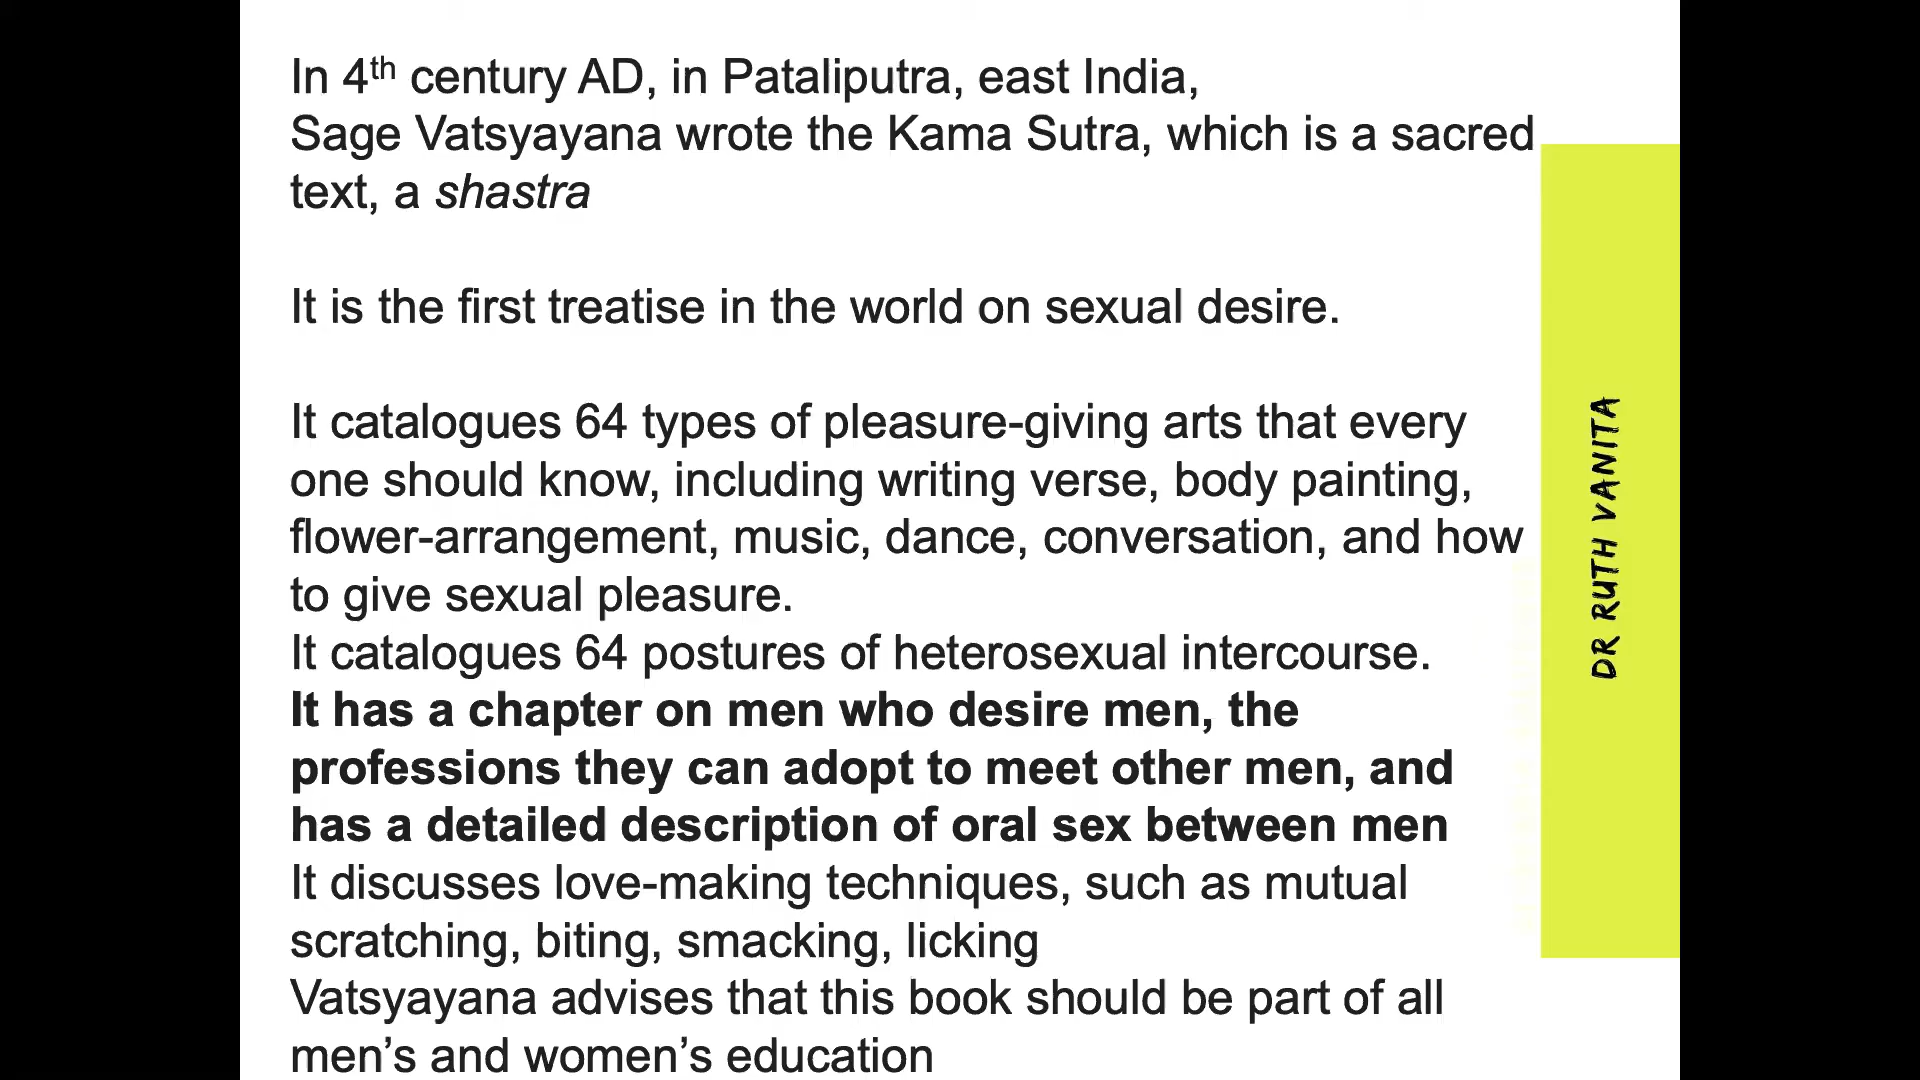 In 4th century AD, in Pataliputra, east India,
Sage Vatsyayana wrote the Kama Sutra, which is a sacred
text, a shastra
It is the first treatise in the world on sexual desire.
It catalogues 64 types of pleasure-giving arts that every
one should know, including writing verse, body painting,
flower-arrangement, music, dance, conversation, and how
to give sexual pleasure.
It catalogues 64 postures of heterosexual intercourse.
It has a chapter on men who desire men, the
professions they can adopt to meet other men, and
has a detailed description of oral sex between men
It discusses love-making techniques, such as mutual
scratching, biting, smacking, licking
Vatsyayana advises that this book should be part of all
men’s and women’s education
DR RUTH VANITA